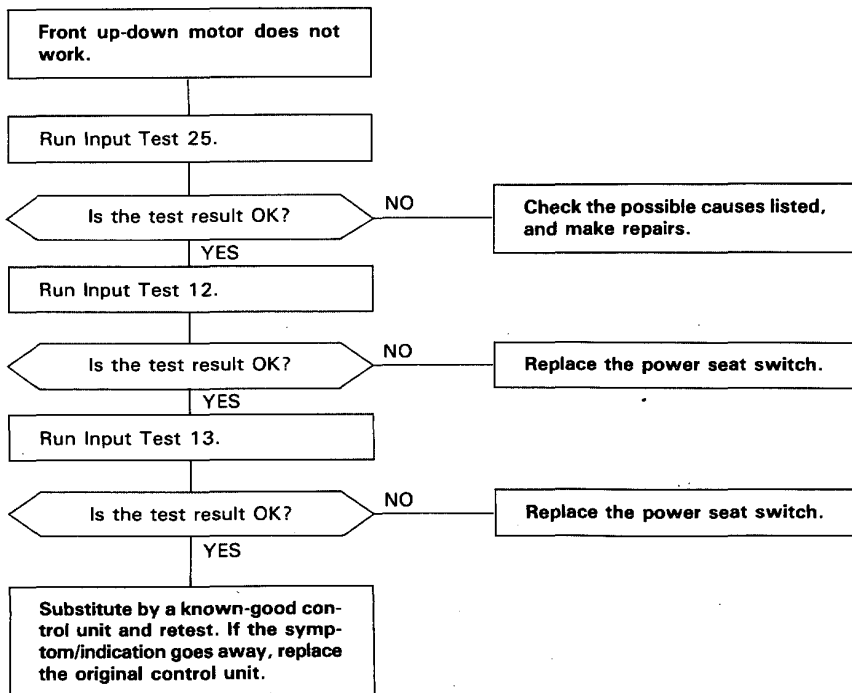 Front up-down motor does not
work.
Run Input Test 25.
Is the test result OK?
NO
Check the possible causes listed,
and make repairs.
YES
Run Input Test 12.
Is the test result OK?
NO
Replace the power seat switch.
YES
Run Input Test 13.
Is the test result OK?
NO
Replace the power seat switch.
YES
Substitute by a known-good con-
trol unit and retest. If the symp-
tom/indication goes away, replace
the original control unit.